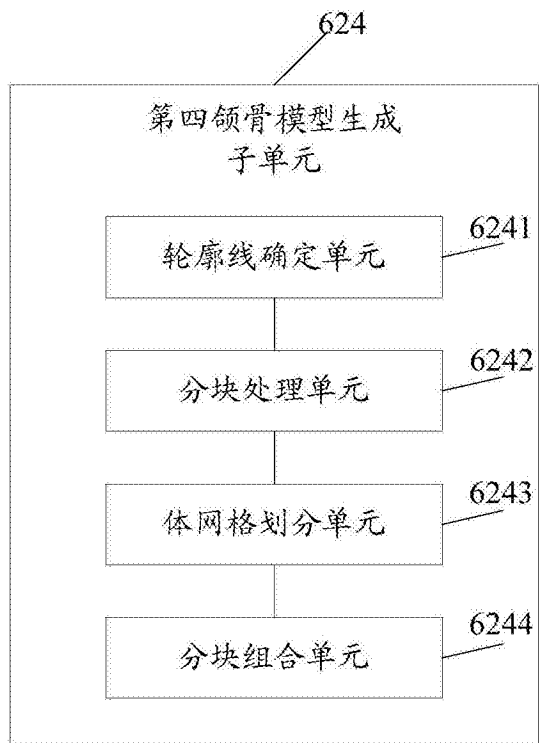 624
第四颌骨模型生成
子单元
6241
轮廓线确定单元
6242
分块处理单元
6243
体网格划分单元
6244
分块组合单元